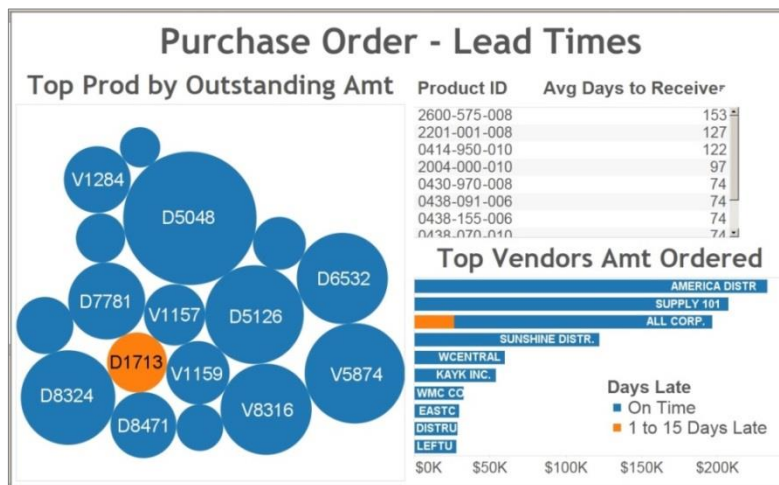 Purchase Order - Lead Times
Top Prod by Outstanding Amt
V1284
D5048
D6532
D7781
V1157
D5126
D1713
V1159
V5874
D8324
V8316
D8471
Product ID Avg Days to Receive
2600-575-008 153
2201-001-008 127
0414-950-010 122
2004-000-010 97
0430-970-008 74
0438-091-006 74
0438-155-006 74
0438-070-010 74
Top Vendors Amt Ordered
AMERICA DISTR
SUPPLY 101
ALL CORP.
SUNSHINE DISTR.
WCENTRAL
KAYK INC.
WMC CO
EASTC
DISTRU
LEFTU
Days Late
On Time
1 to 15 Days Late
$0K $50K $100K $150K $200K